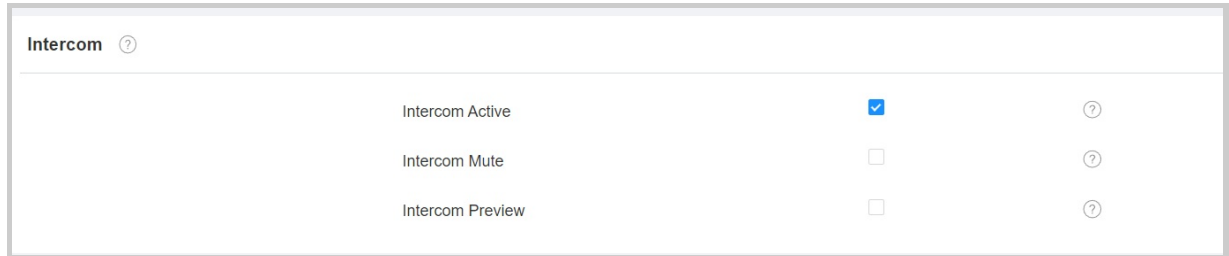 Intercom ?
Intercom Active ?
Intercom Mute ?
Intercom Preview ?